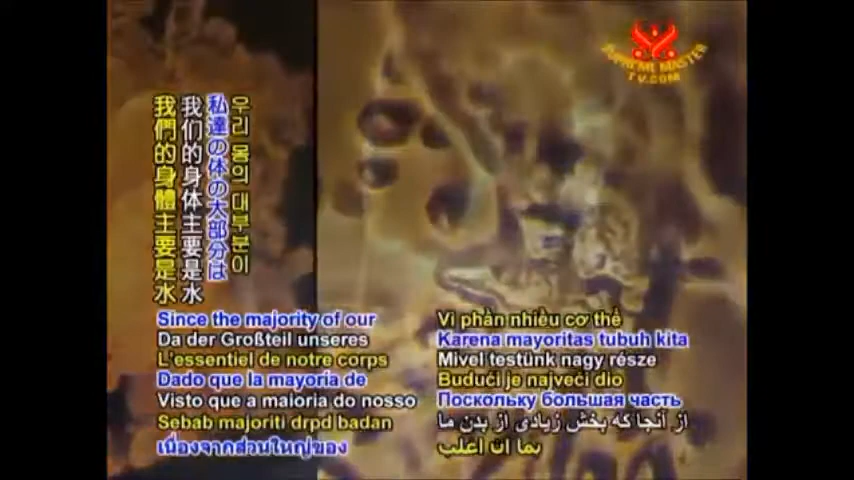 SUPREME MASTER
TV.COM
우리 몸의 대부분이
私達の体の大部分は
我们的身体主要是水
我們的身體主要是水
Since the majority of our
Da der Großteil unseres
L'essentiel de notre corps
Dado que la mayoría de
Visto que a maioria do nosso
Sebab majoriti drpd badan
เนื่องจากส่วนใหญ่ของ
Vì phần nhiều cơ thể
Karena mayoritas tubuh kita
Mivel testünk nagy része
Budući je najveći dio
Поскольку большая часть
از آنجا که بخش زیادی از بدن ما
بما ان اغلب